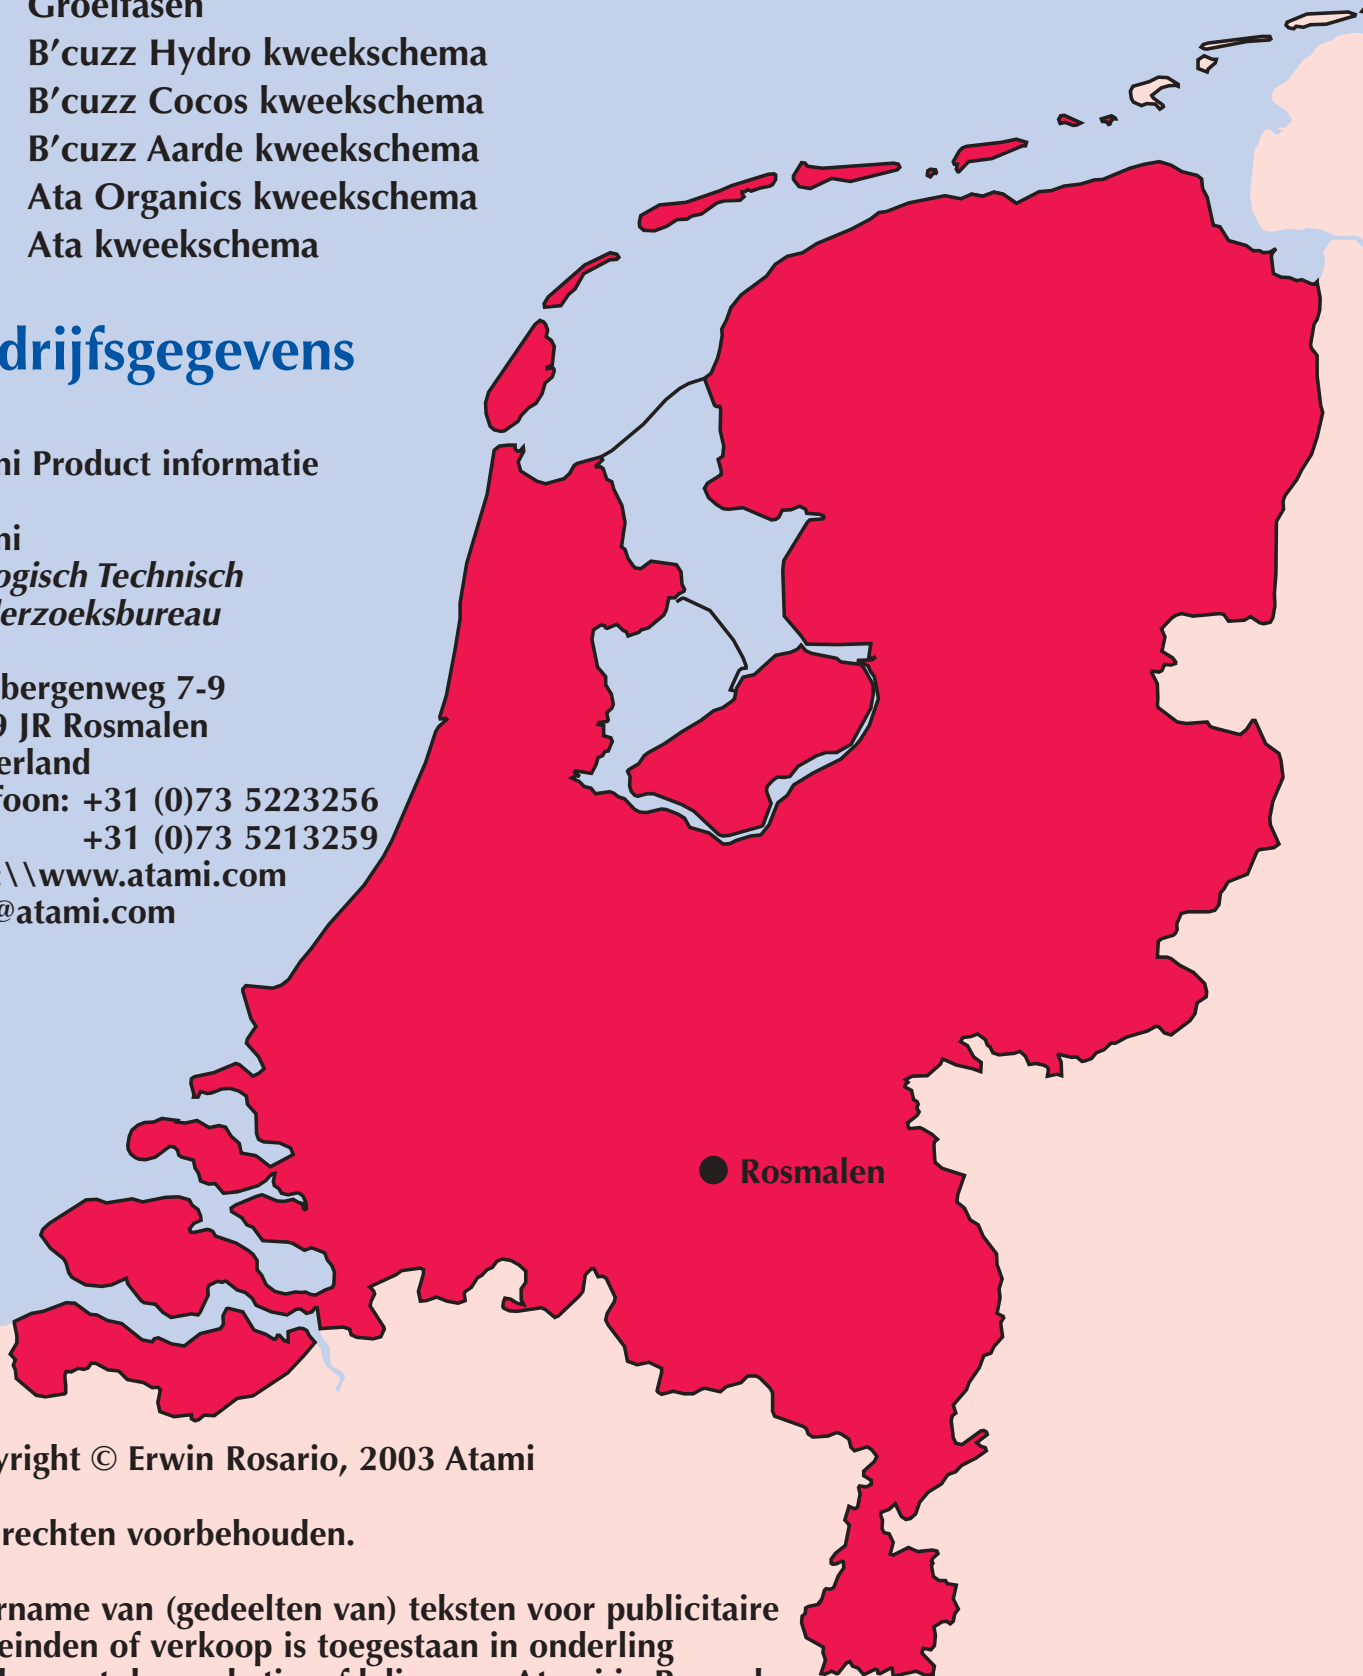 Groeifasen
B’cuzz Hydro kweekschema
B’cuzz Cocos kweekschema
B’cuzz Aarde kweekschema
Ata Organics kweekschema
Ata kweekschema
drijfsgegevens
ni Product informatie
ni
ogisch Technisch
erzoeksbureau
bergenweg 7-9
9 JR Rosmalen
erland
foon: +31 (0)73 5223256
+31 (0)73 5213259
:\\www.atami.com
@atami.com
Rosmalen
yright © Erwin Rosario, 2003 Atami
rechten voorbehouden.
rname van (gedeelten van) teksten voor publicitaire
einden of verkoop is toegestaan in onderling